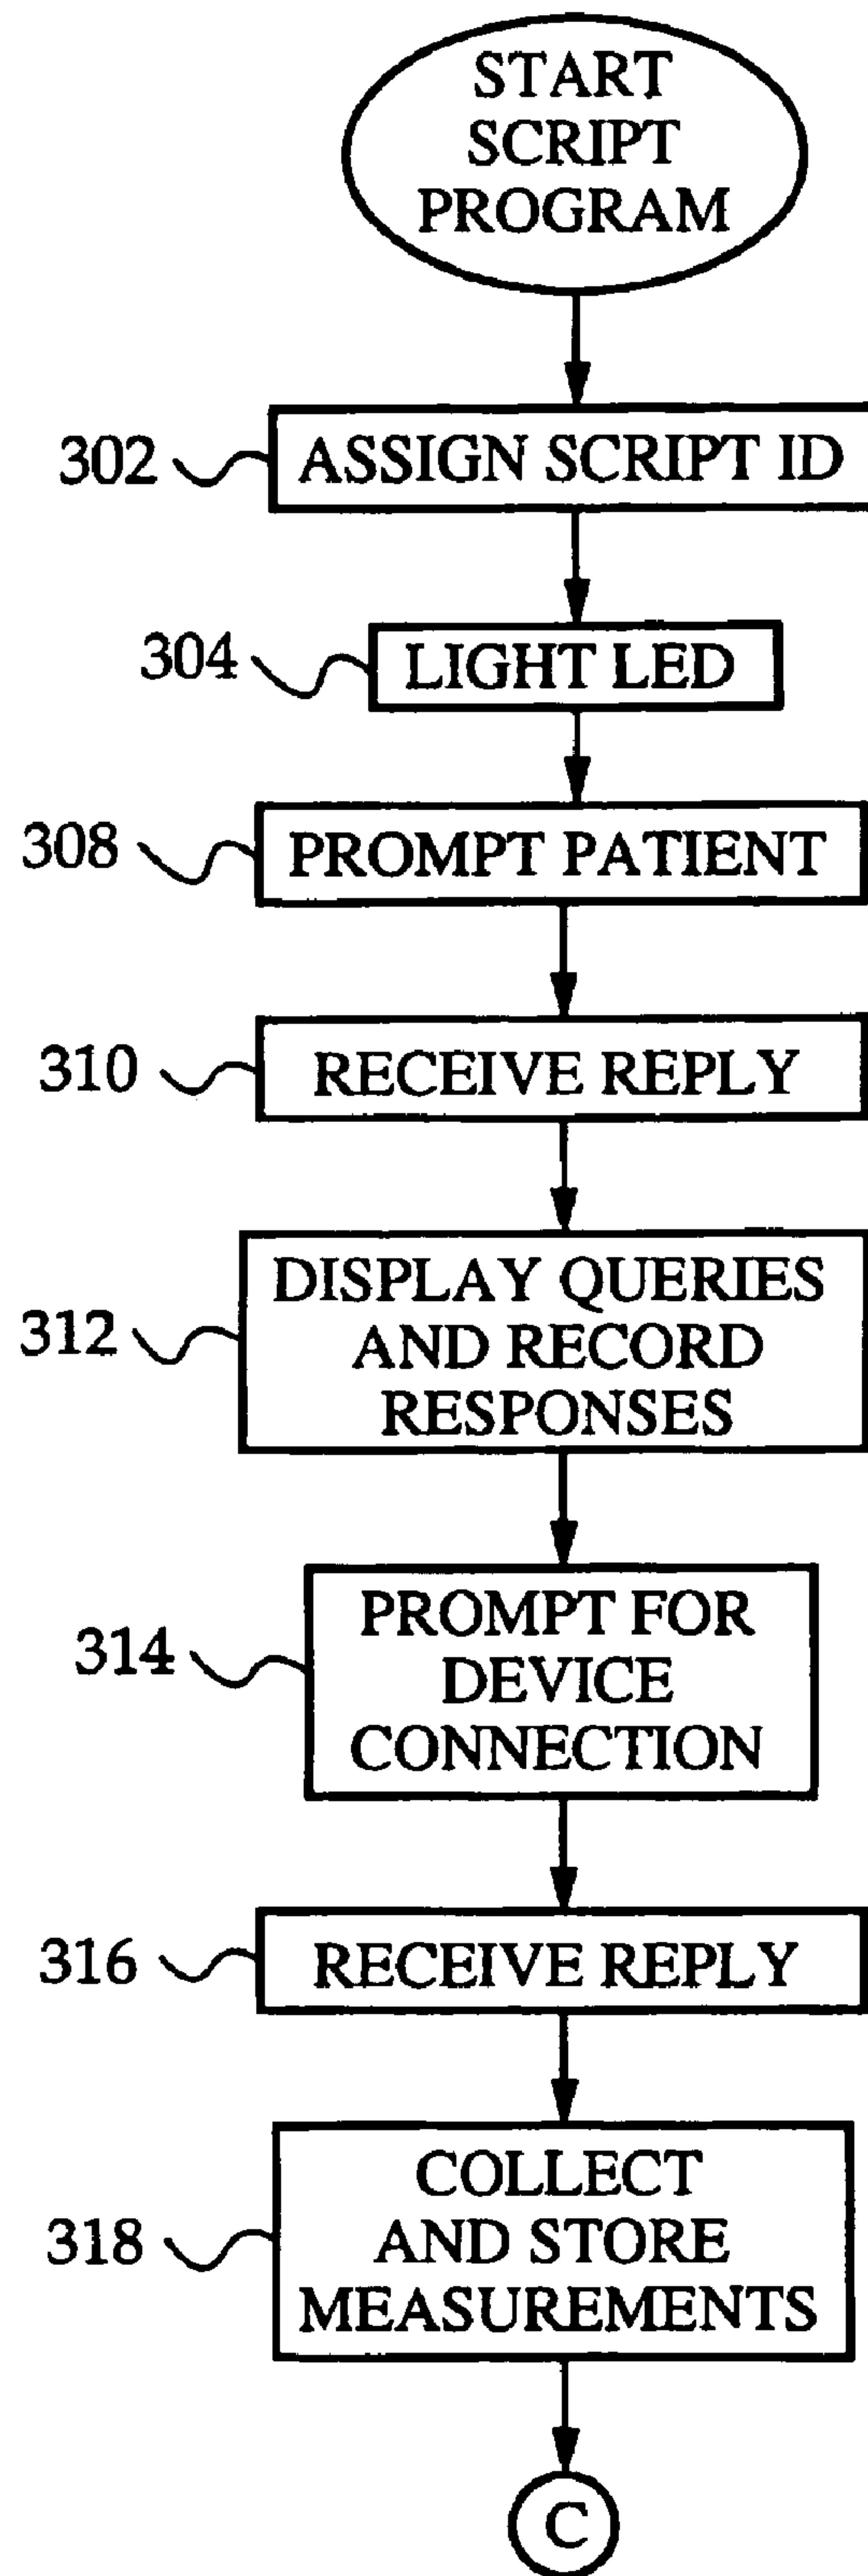 START
SCRIPT
PROGRAM
302
ASSIGN SCRIPT ID
304
LIGHT LED
308
PROMPT PATIENT
310
RECEIVE REPLY
312
DISPLAY QUERIES
AND RECORD
RESPONSES
314
PROMPT FOR
DEVICE
CONNECTION
316
RECEIVE REPLY
318
COLLECT
AND STORE
MEASUREMENTS
C